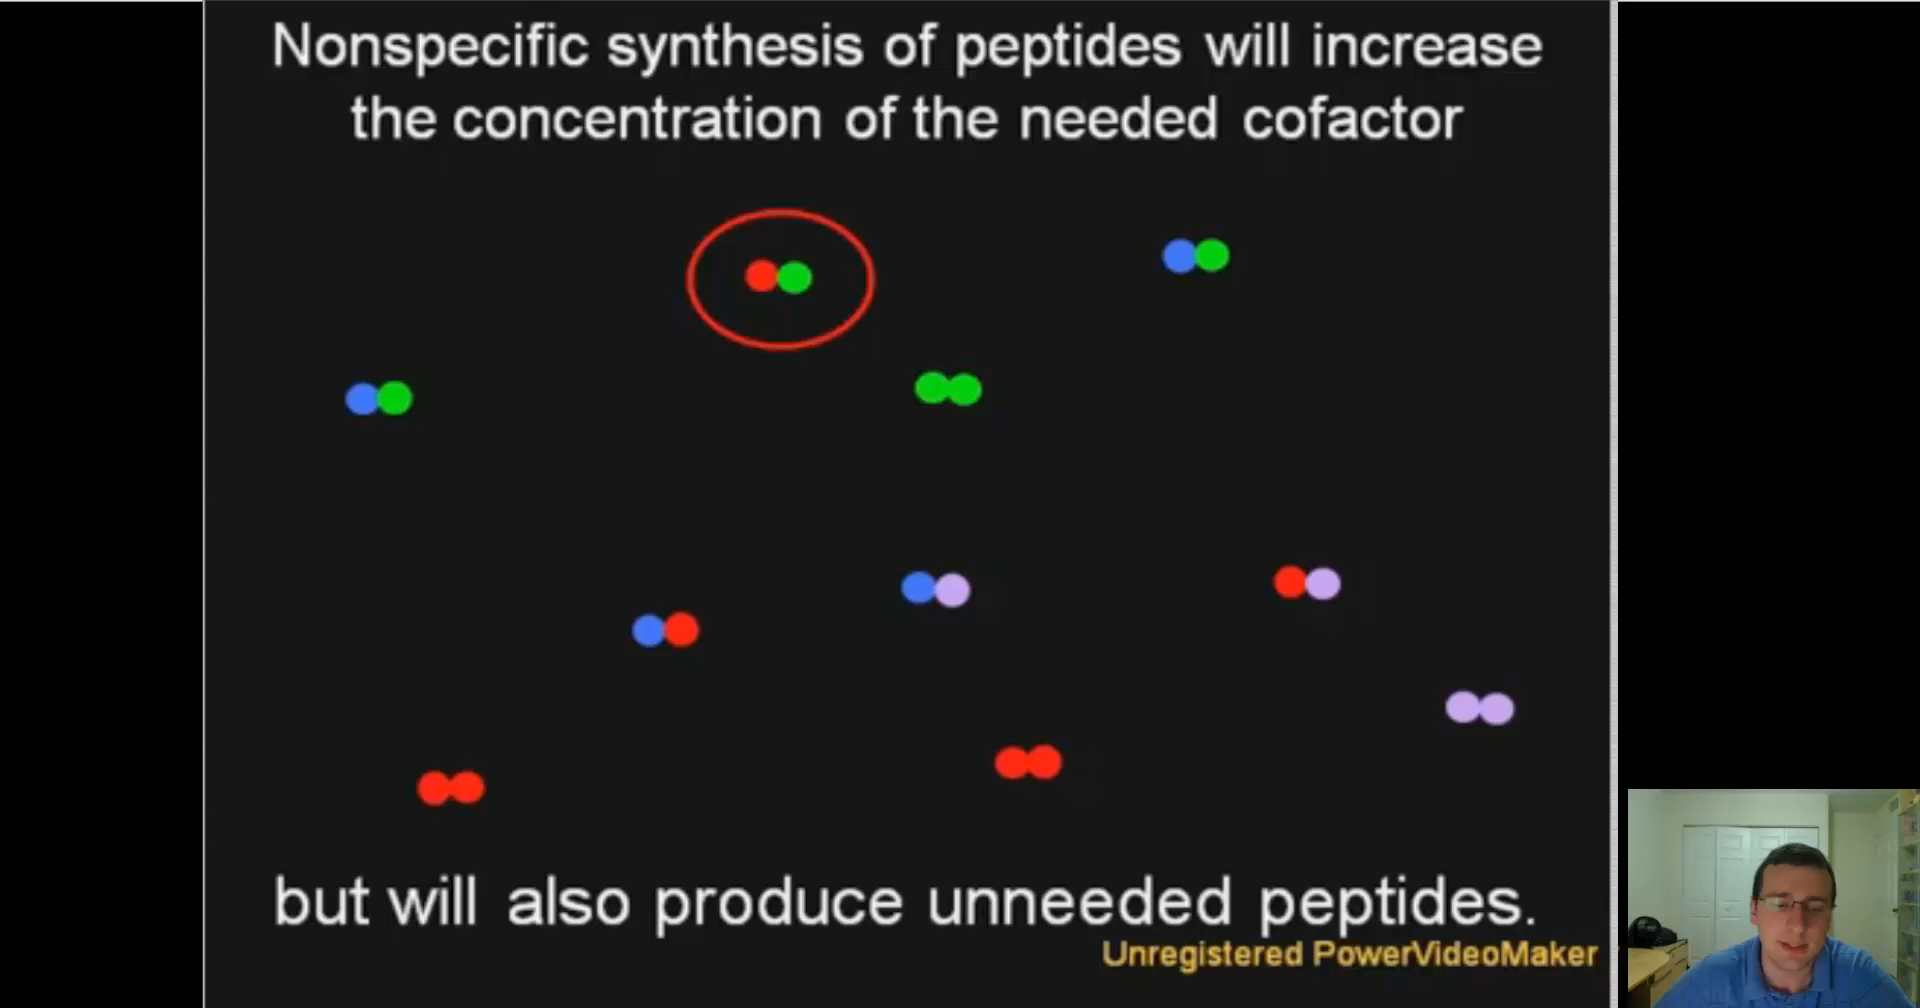 Nonspecific synthesis of peptides will increase
the concentration of the needed cofactor
but will also produce unneeded peptides.
Unregistered PowerVideoMaker